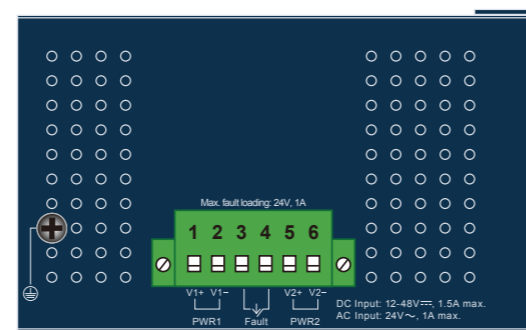 Max. fault loading: 24V, 1A
1 2 3 4 5 6
V1+ V1− V2+ V2−
PWR1 Fault PWR2
DC Input: 12-48V⎓, 1.5A max.
AC Input: 24V～, 1A max.